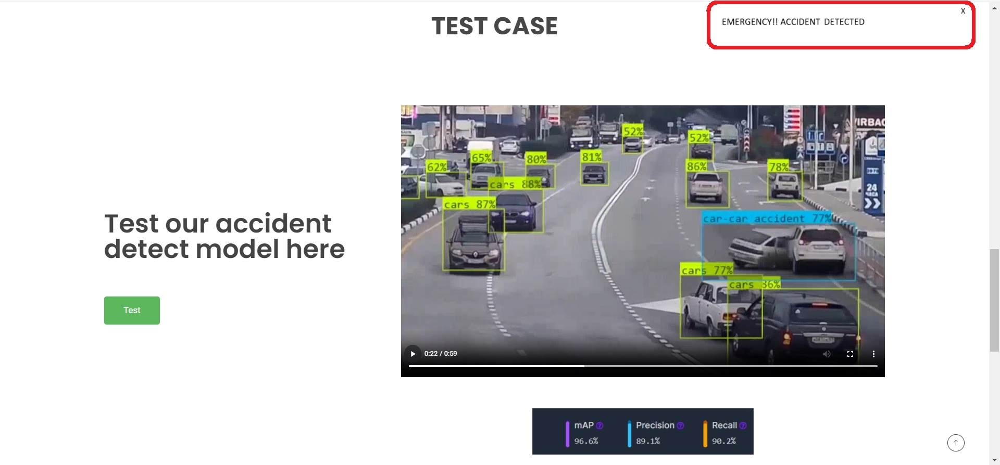 TEST CASE
X
EMERGENCY!! ACCIDENT DETECTED
Test our accident
detect model here
Test
52%
52%
65%
80%
81%
62%
86%
78%
cars 88%
cars 87%
car-car accident 77%
cars 77%
cars 86%
VIRBAC
24
ЧАСА
0:22 / 0:59
mAP
96.6%
Precision
89.1%
Recall
90.2%